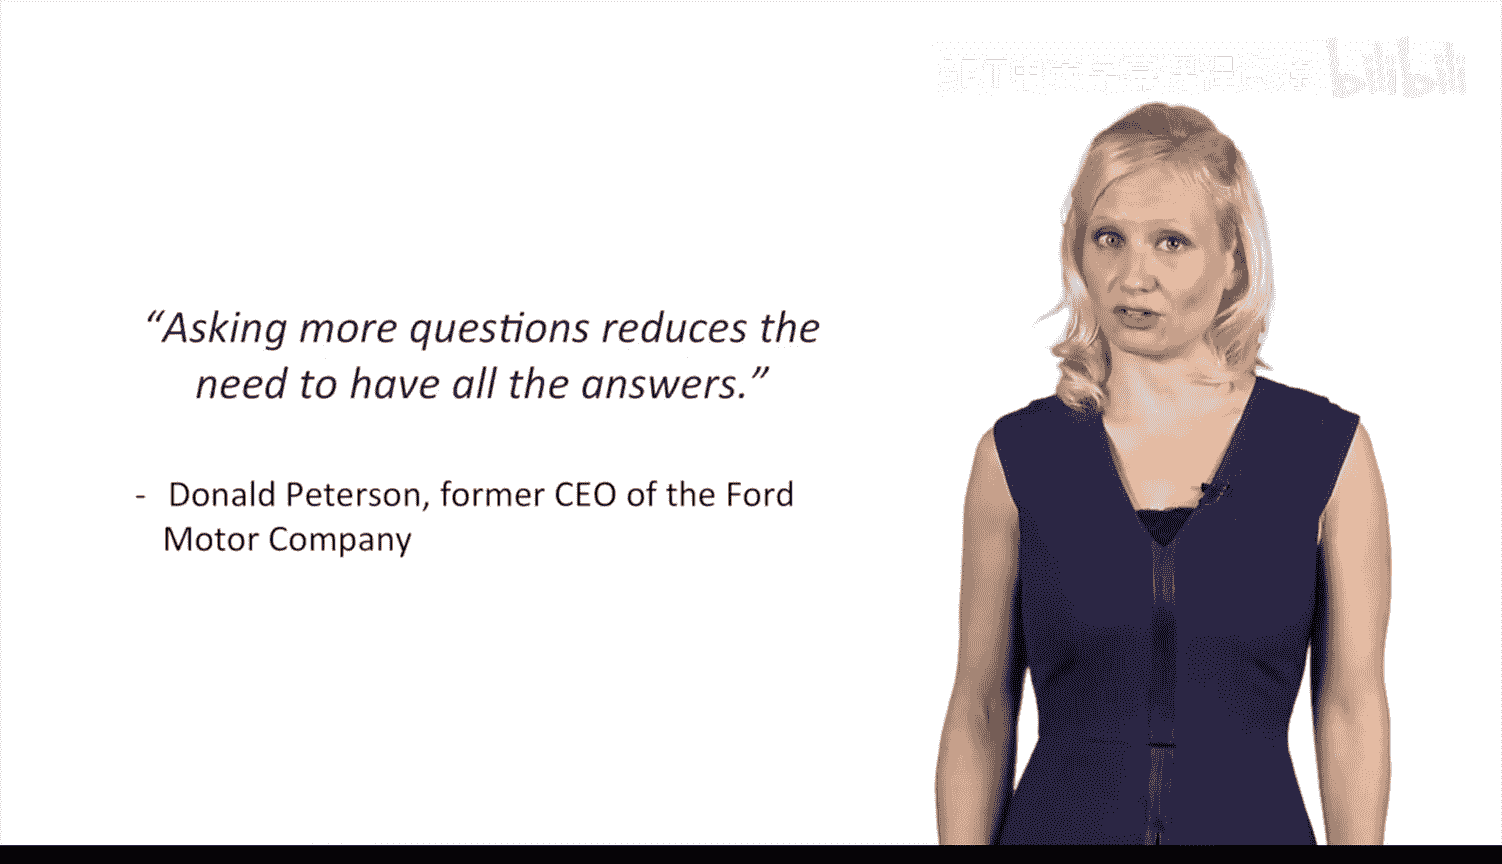 bilibili
“Asking more questions reduces the
need to have all the answers.”
- Donald Peterson, former CEO of the Ford
Motor Company